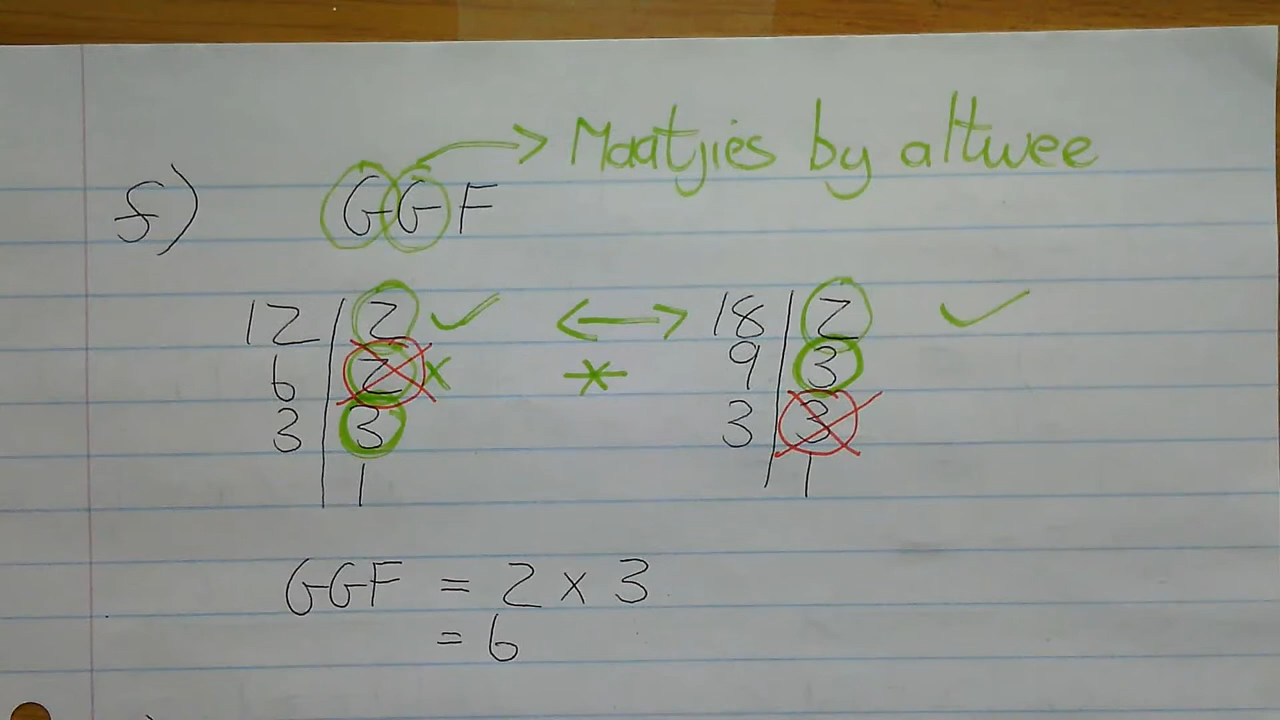 Maatjies by altwee
f) GGF
12 | 2 ✓ ↔ 18 | 2 ✓
6 | 2 x * 9 | 3
3 | 3 3 | 3
| 1 | 1
GGF = 2 x 3
= 6